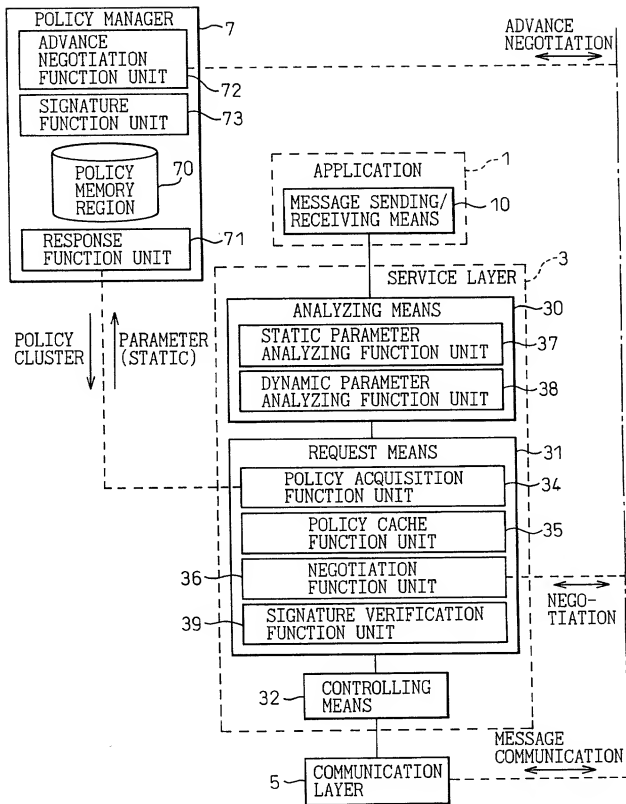 POLICY MANAGER
7
ADVANCE
NEGOTIATION
FUNCTION UNIT
72
SIGNATURE
FUNCTION UNIT
73
POLICY
MEMORY
REGION
70
RESPONSE
FUNCTION UNIT
71
ADVANCE
NEGOTIATION
APPLICATION
1
MESSAGE SENDING/
RECEIVING MEANS
10
SERVICE LAYER
3
POLICY
CLUSTER
PARAMETER
(STATIC)
ANALYZING MEANS
30
STATIC PARAMETER
ANALYZING FUNCTION UNIT
37
DYNAMIC PARAMETER
ANALYZING FUNCTION UNIT
38
REQUEST MEANS
31
POLICY ACQUISITION
FUNCTION UNIT
34
POLICY CACHE
FUNCTION UNIT
35
36
NEGOTIATION
FUNCTION UNIT
NEGO-
TIATION
39
SIGNATURE VERIFICATION
FUNCTION UNIT
32
CONTROLLING
MEANS
MESSAGE
COMMUNICATION
5
COMMUNICATION
LAYER